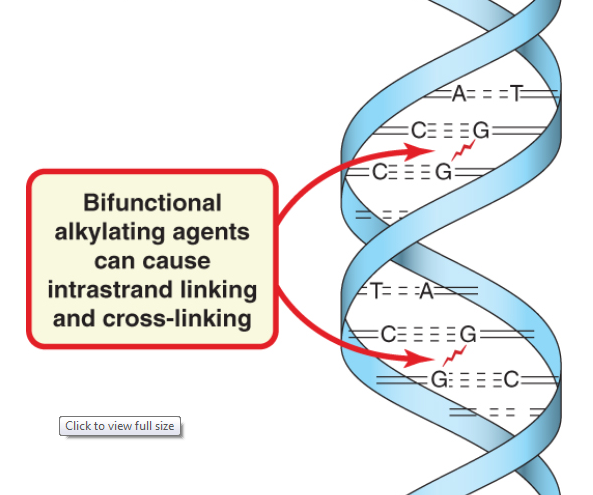 A T
C G
C G
Bifunctional
alkylating agents
can cause
intrastrand linking
and cross-linking
T A
C G
G C
Click to view full size